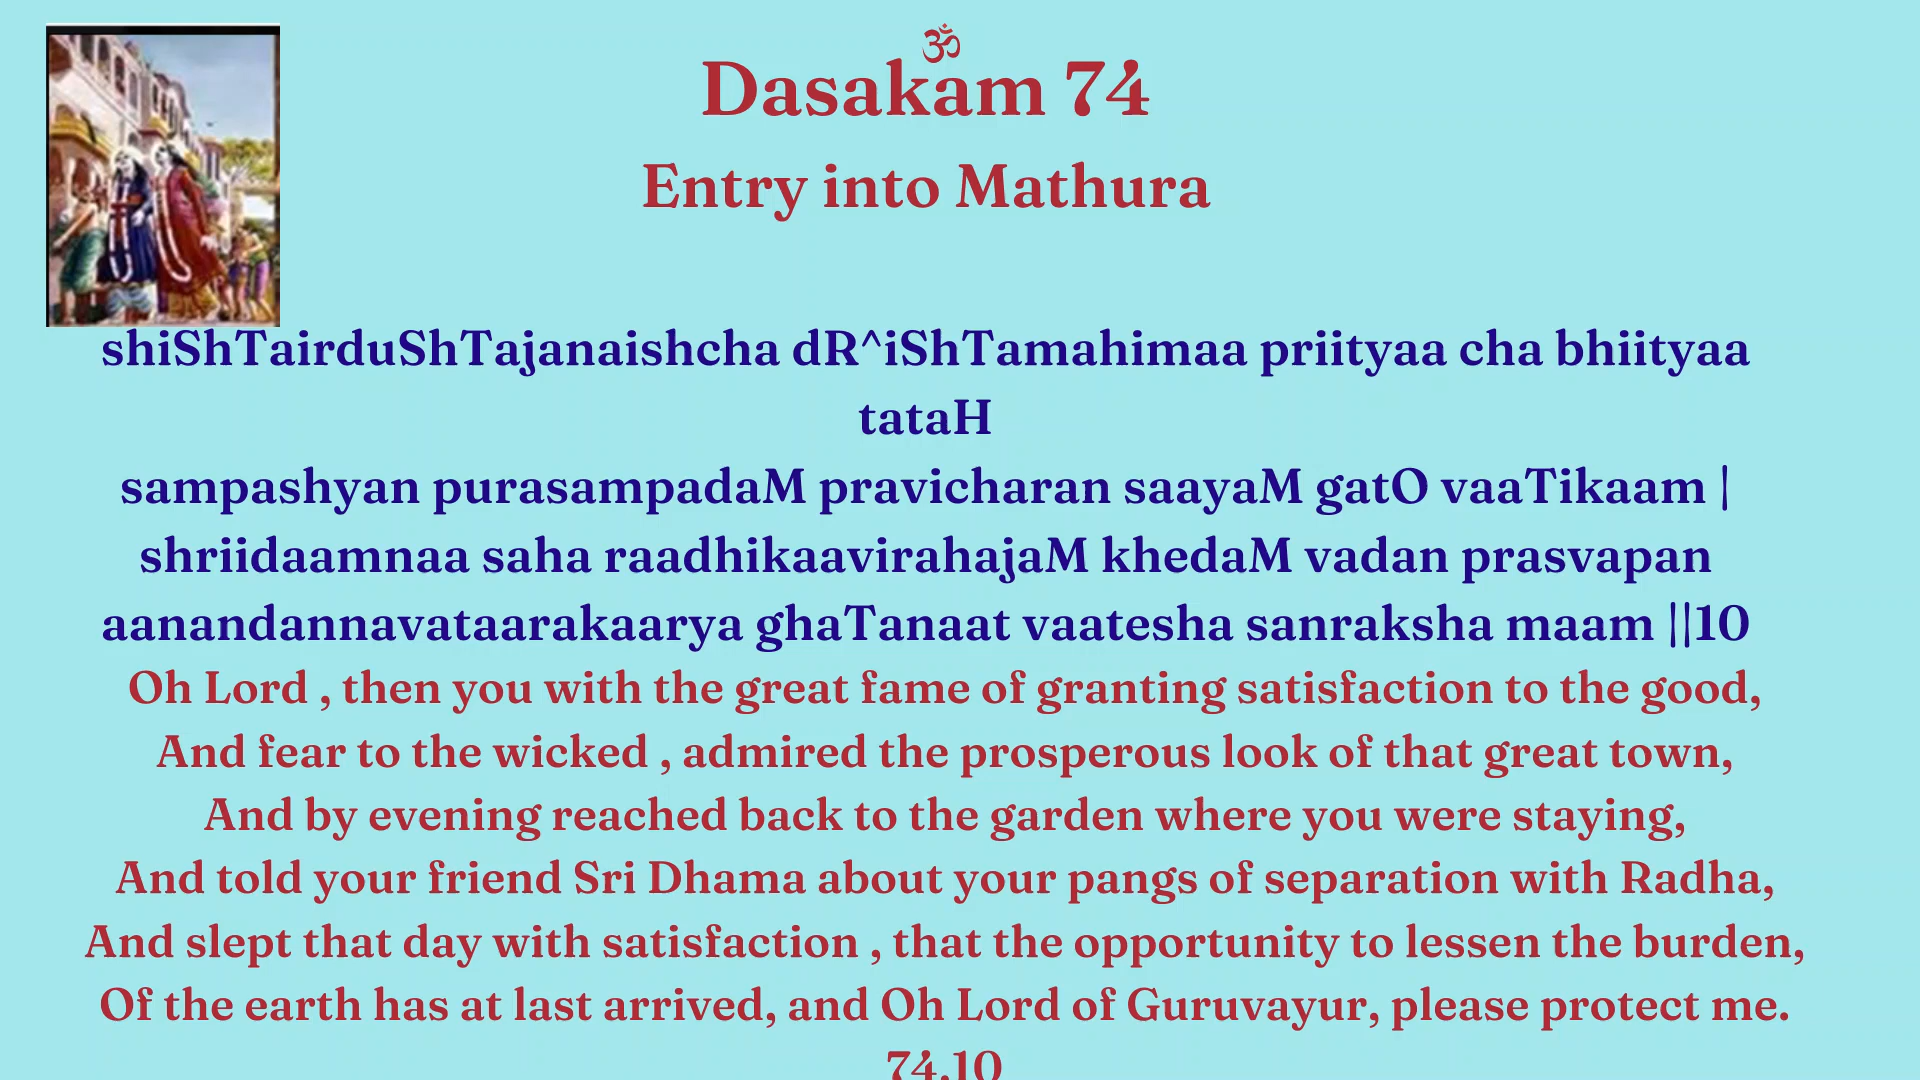 ॐ
Dasakam 74
Entry into Mathura
shiShTairduShTajanaishcha dR^iShTamahimaa priityaa cha bhiityaa
tataH
sampashyan purasampadaM pravicharan saayaM gatO vaaTikaam |
shriidaamnaa saha raadhikaavirahajaM khedaM vadan prasvapan
aanandannavataarakaarya ghaTanaat vaatesha sanraksha maam ||10
Oh Lord , then you with the great fame of granting satisfaction to the good,
And fear to the wicked , admired the prosperous look of that great town,
And by evening reached back to the garden where you were staying,
And told your friend Sri Dhama about your pangs of separation with Radha,
And slept that day with satisfaction , that the opportunity to lessen the burden,
Of the earth has at last arrived, and Oh Lord of Guruvayur, please protect me.
74.10